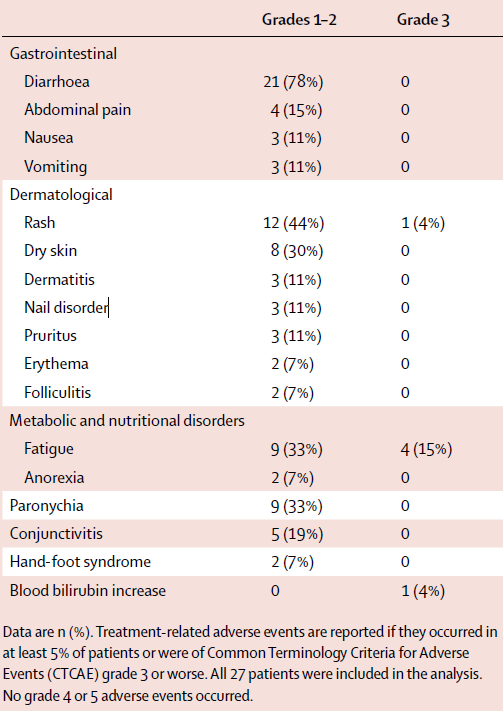 Grades 1–2 Grade 3
Gastrointestinal
Diarrhoea 21 (78%) 0
Abdominal pain 4 (15%) 0
Nausea 3 (11%) 0
Vomiting 3 (11%) 0
Dermatological
Rash 12 (44%) 1 (4%)
Dry skin 8 (30%) 0
Dermatitis 3 (11%) 0
Nail disorder 3 (11%) 0
Pruritus 3 (11%) 0
Erythema 2 (7%) 0
Folliculitis 2 (7%) 0
Metabolic and nutritional disorders
Fatigue 9 (33%) 4 (15%)
Anorexia 2 (7%) 0
Paronychia 9 (33%) 0
Conjunctivitis 5 (19%) 0
Hand-foot syndrome 2 (7%) 0
Blood bilirubin increase 0 1 (4%)
Data are n (%). Treatment-related adverse events are reported if they occurred in
at least 5% of patients or were of Common Terminology Criteria for Adverse
Events (CTCAE) grade 3 or worse. All 27 patients were included in the analysis.
No grade 4 or 5 adverse events occurred.